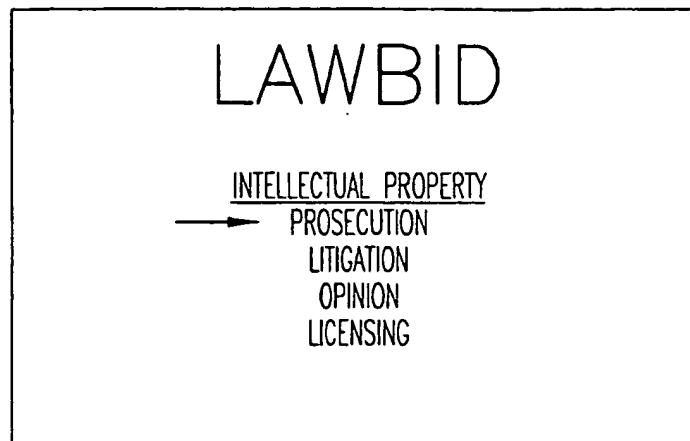 LAWBID
INTELLECTUAL PROPERTY
PROSECUTION
LITIGATION
OPINION
LICENSING